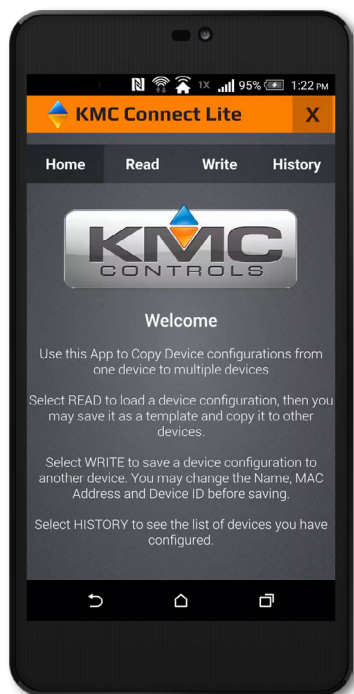 1X 95% 1:22 PM
KMC Connect Lite X
Home Read Write History
KMC
CONTROLS
Welcome
Use this App to Copy Device configurations from
one device to multiple devices
Select READ to load a device configuration, then you
may save it as a template and copy it to other
devices.
Select WRITE to save a device configuration to
another device. You may change the Name, MAC
Address and Device ID before saving.
Select HISTORY to see the list of devices you have
configured.